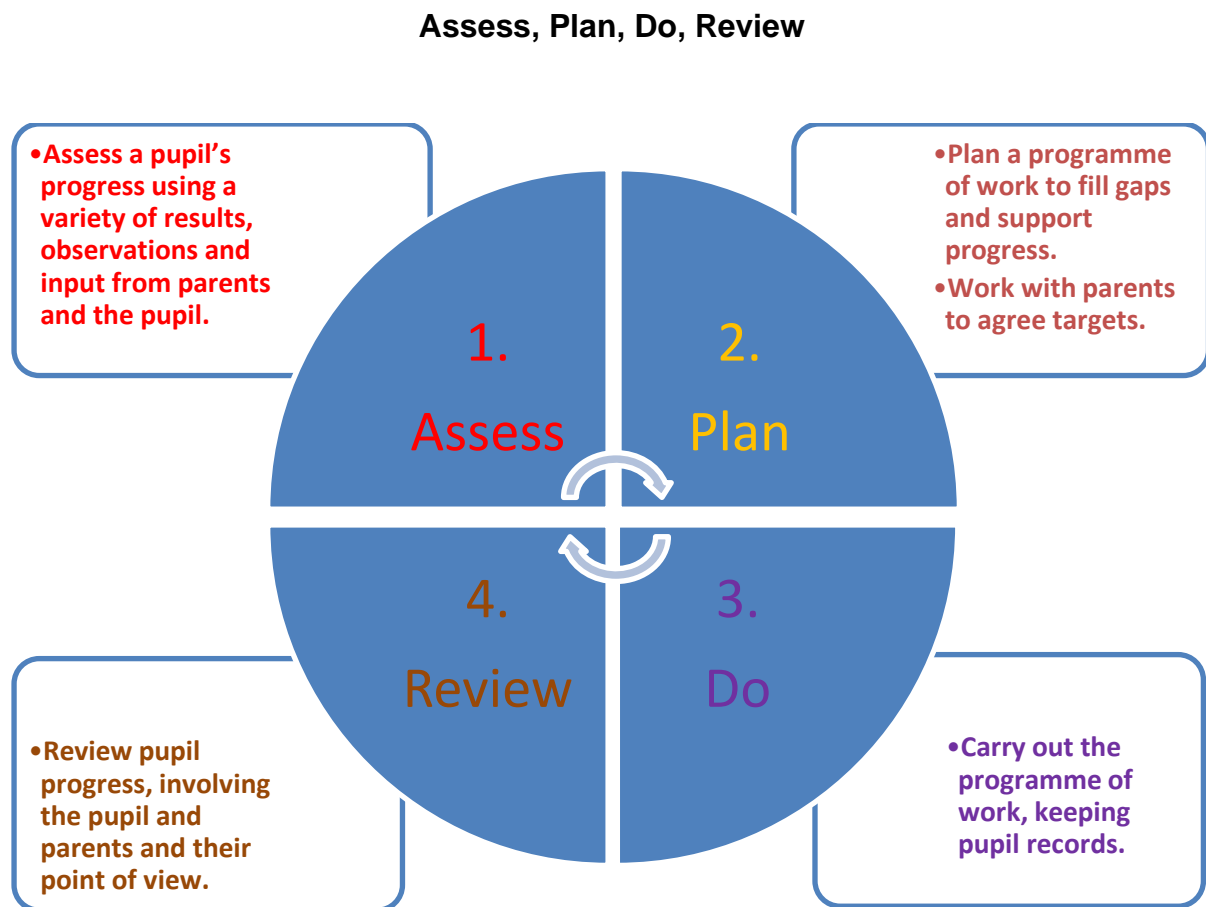 Assess, Plan, Do, Review
•Assess a pupil’s
progress using a
variety of results,
observations and
input from parents
and the pupil.
1.
Assess
2.
Plan
•Plan a programme
of work to fill gaps
and support
progress.
•Work with parents
to agree targets.
4.
Review
3.
Do
•Review pupil
progress, involving
the pupil and
parents and their
point of view.
•Carry out the
programme of
work, keeping
pupil records.